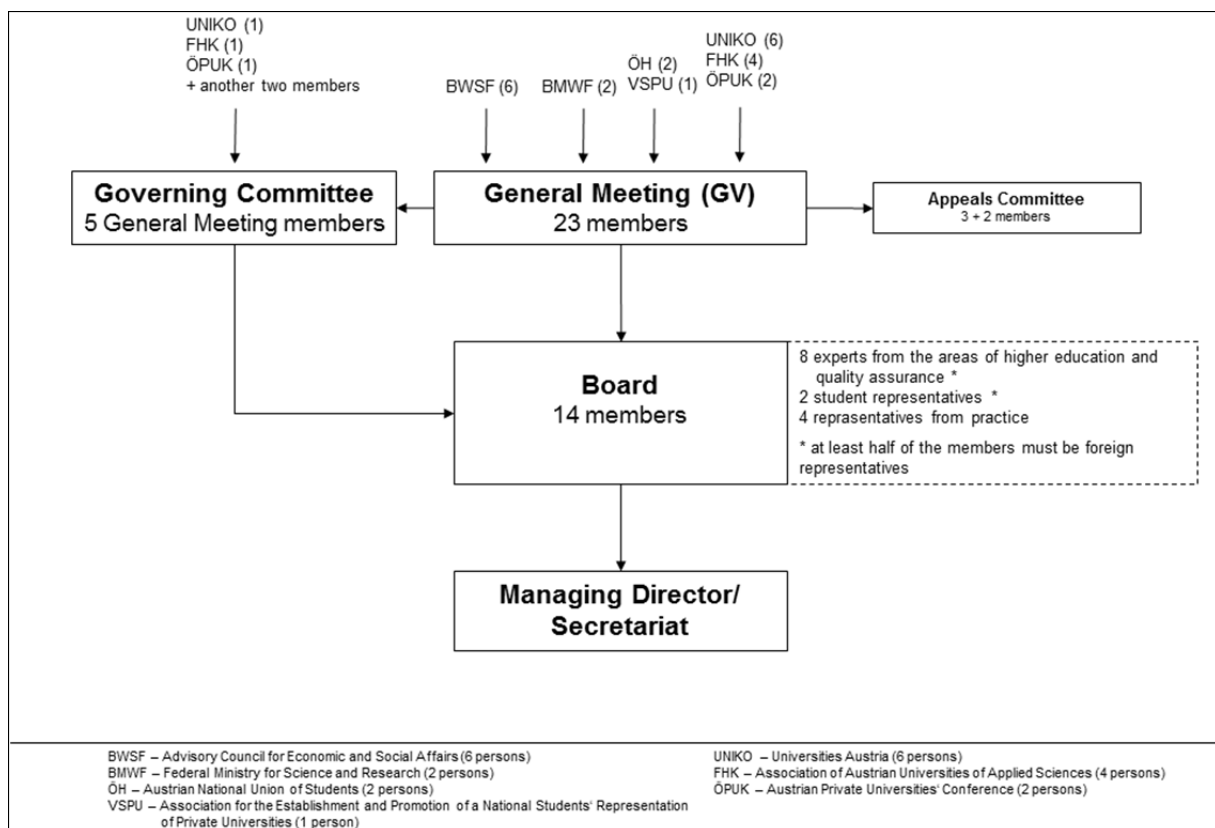 UNIKO (1)
FHK (1)
ÖPUK (1)
+ another two members
BWSF (6)
BMWF (2)
ÖH (2)
VSPU (1)
UNIKO (6)
FHK (4)
ÖPUK (2)
Governing Committee
5 General Meeting members
General Meeting (GV)
23 members
Appeals Committee
3 + 2 members
Board
14 members
8 experts from the areas of higher education and
quality assurance *
2 student representatives *
4 reprasentatives from practice
* at least half of the members must be foreign
representatives
Managing Director/
Secretariat
BWSF – Advisory Council for Economic and Social Affairs (6 persons)
BMWF – Federal Ministry for Science and Research (2 persons)
ÖH – Austrian National Union of Students (2 persons)
VSPU – Association for the Establishment and Promotion of a National Students' Representation
of Private Universities (1 person)
UNIKO – Universities Austria (6 persons)
FHK – Association of Austrian Universities of Applied Sciences (4 persons)
ÖPUK – Austrian Private Universities' Conference (2 persons)